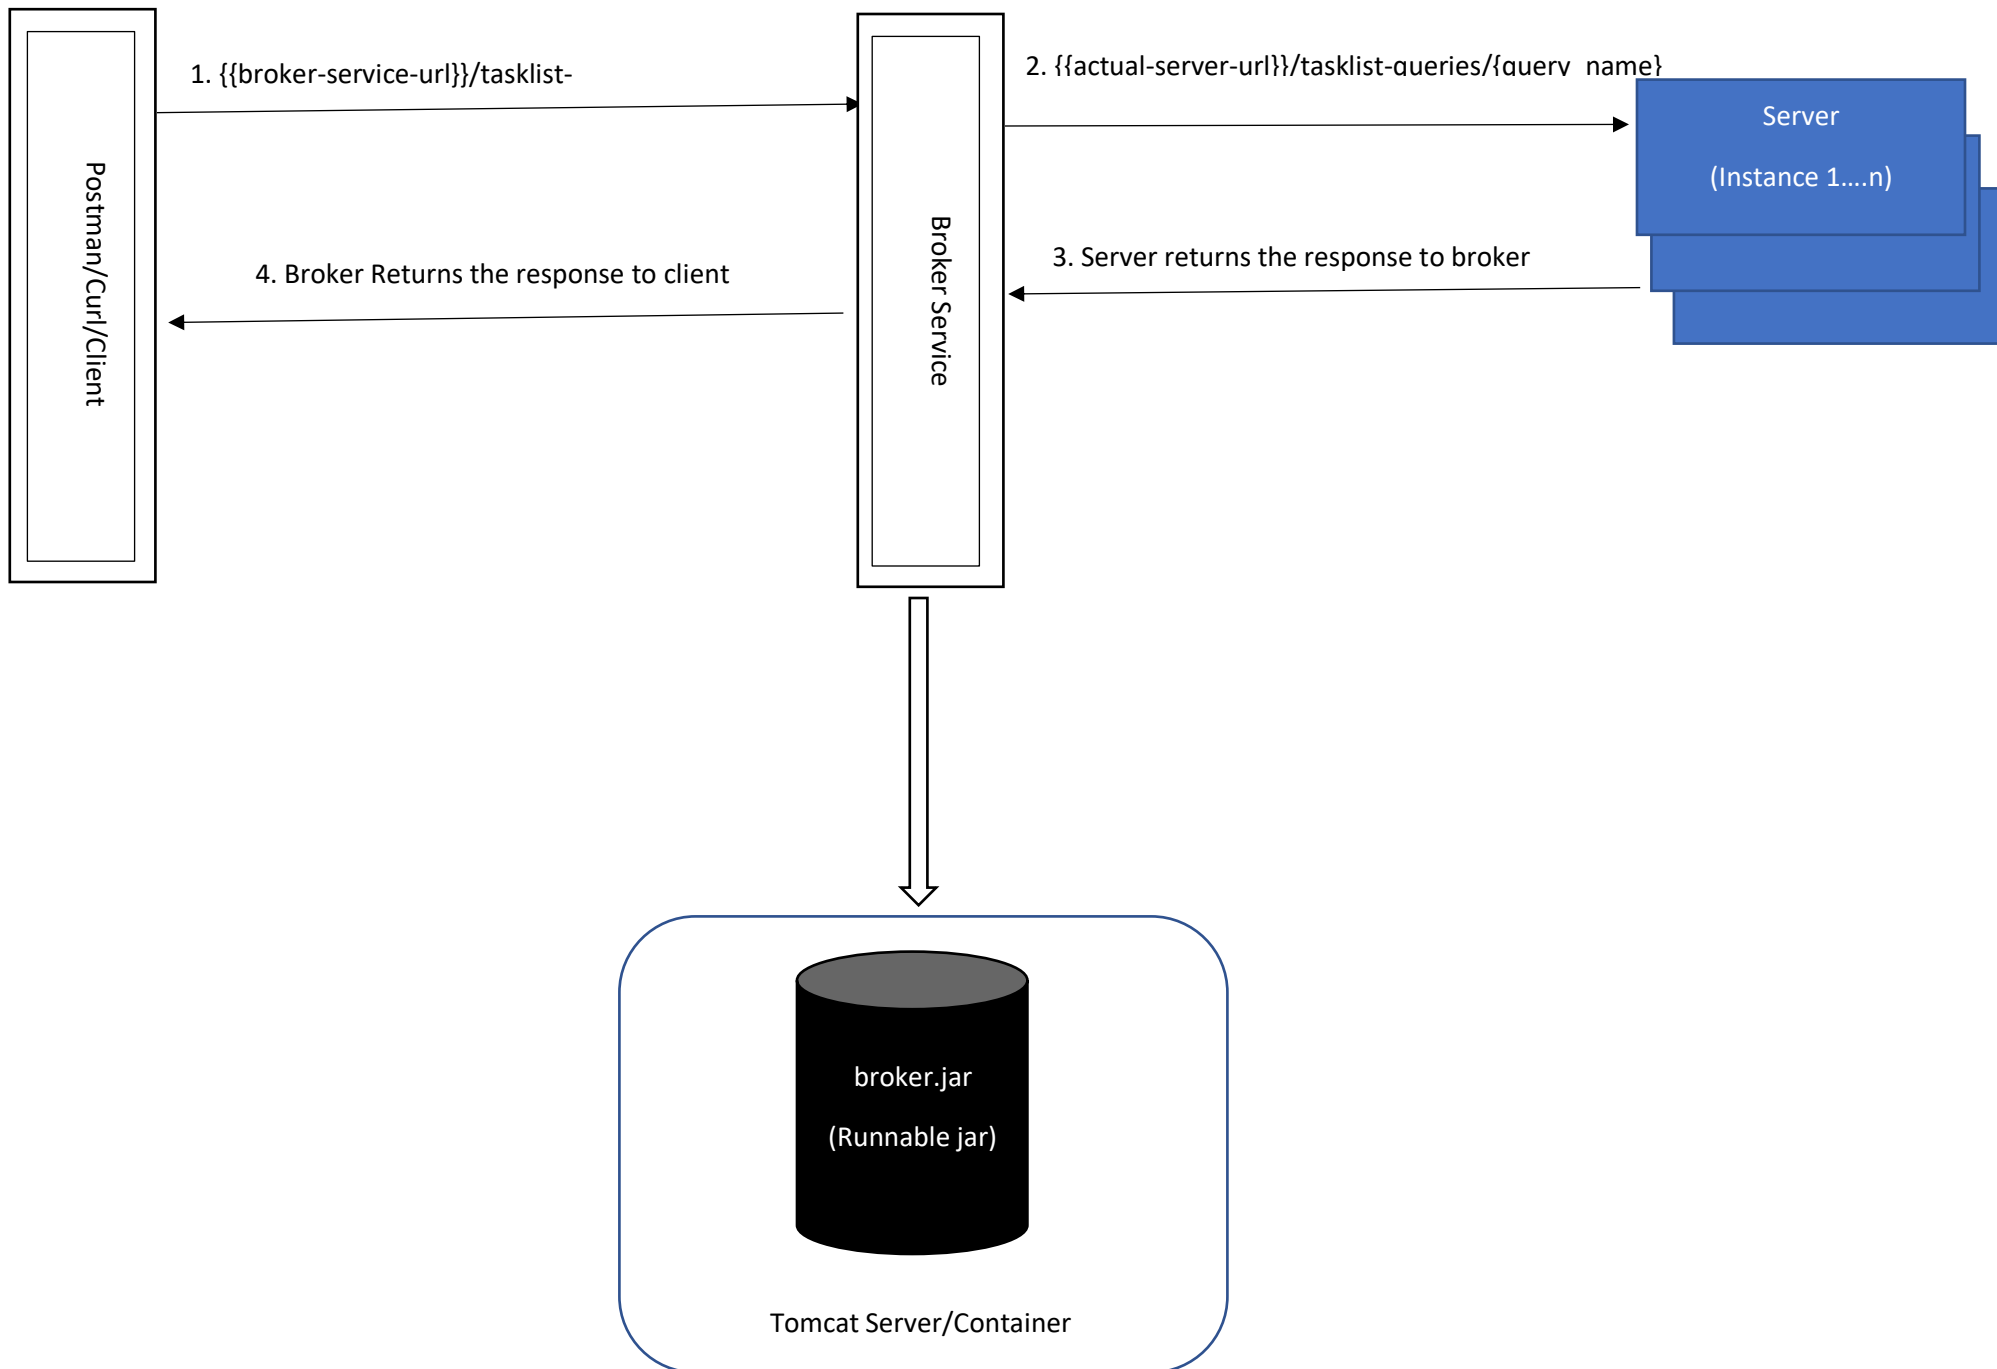 1. {{broker-service-url}}/tasklist-
2. {{actual-server-url}}/tasklist-queries/{query_name}
Server
(Instance 1....n)
Postman/Curl/Client
Broker Service
4. Broker Returns the response to client
3. Server returns the response to broker
broker.jar
(Runnable jar)
Tomcat Server/Container